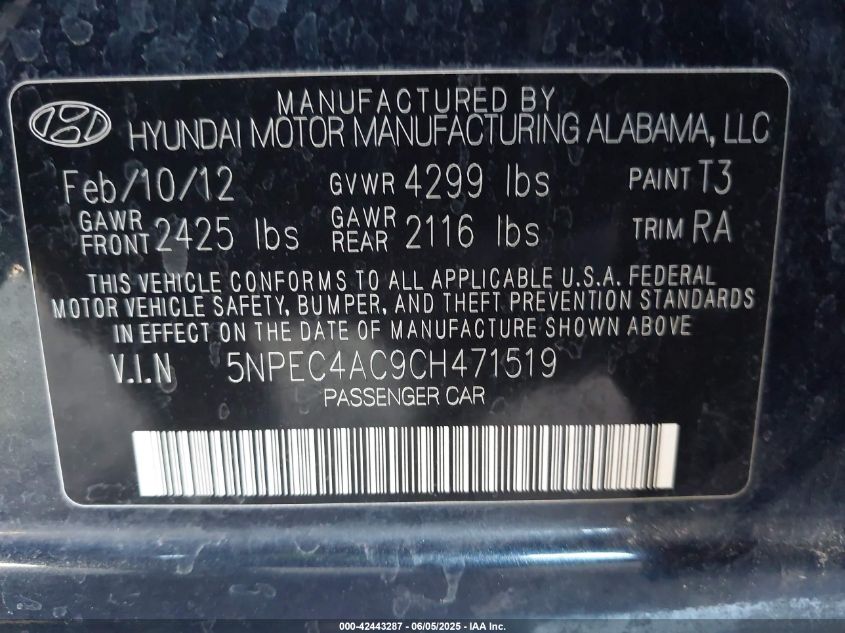 MANUFACTURED BY
HYUNDAI MOTOR MANUFACTURING ALABAMA, LLC
Feb/10/12 GVWR 4299 lbs PAINT T3
GAWR FRONT 2425 lbs GAWR REAR 2116 lbs TRIM RA
THIS VEHICLE CONFORMS TO ALL APPLICABLE U.S.A. FEDERAL
MOTOR VEHICLE SAFETY, BUMPER, AND THEFT PREVENTION STANDARDS
IN EFFECT ON THE DATE OF MANUFACTURE SHOWN ABOVE
V.I.N 5NPEC4AC9CH471519
PASSENGER CAR
000-42443287 - 06/05/2025 - IAA Inc.